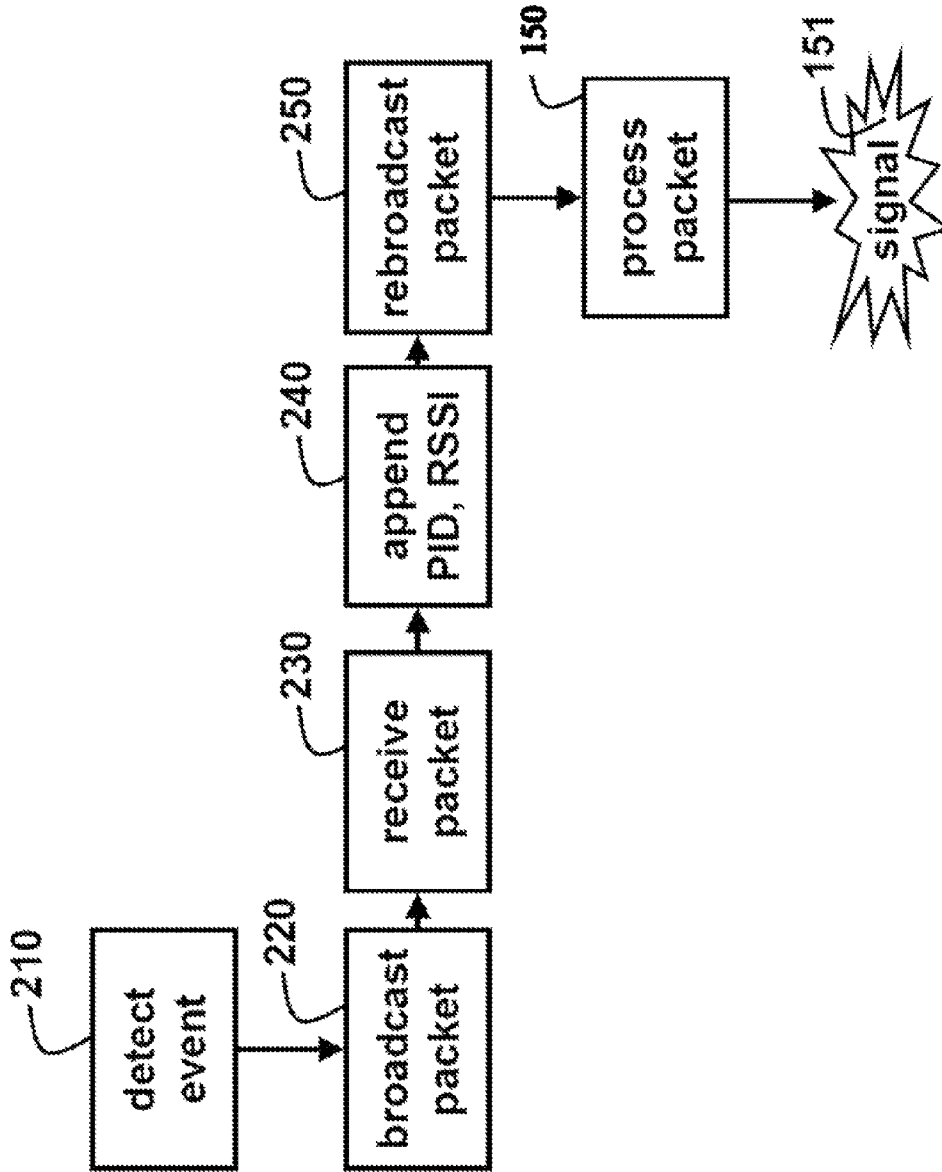 210
detect
event
220
broadcast
packet
230
receive
packet
240
append
PID, RSSI
250
rebroadcast
packet
150
process
packet
151
signal